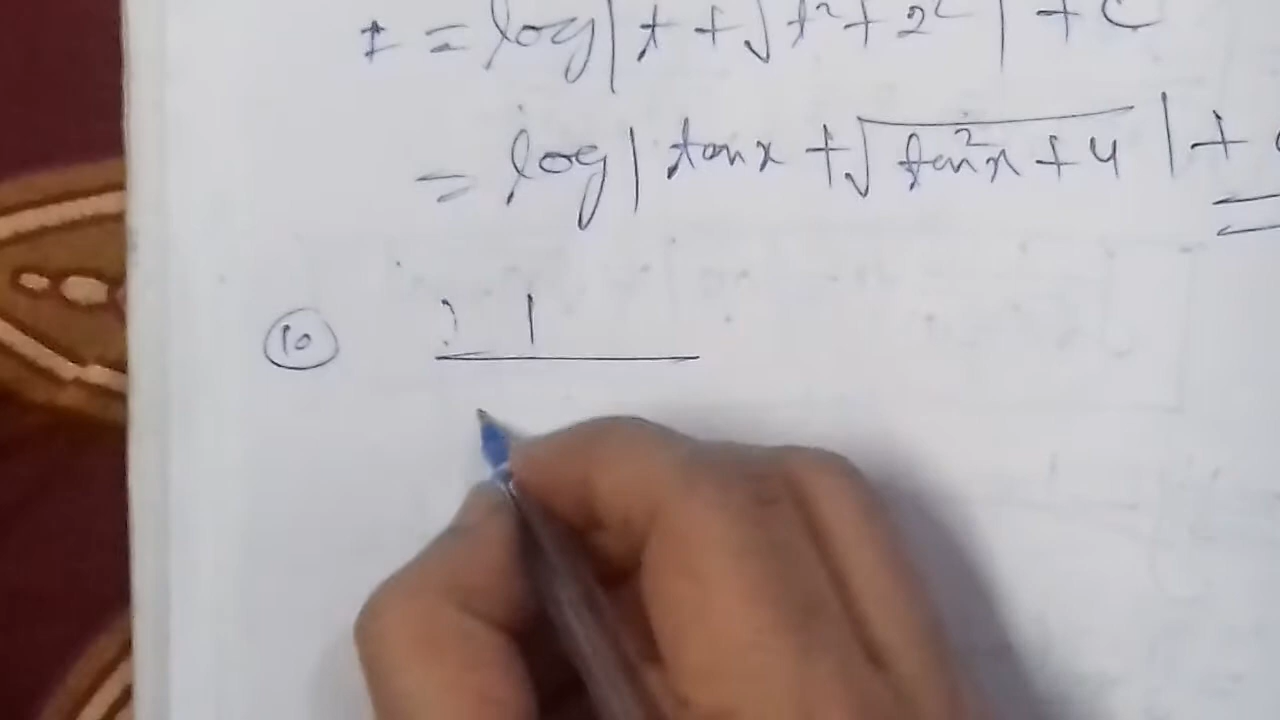 I = log| t + √t² + 2² | + C
= log| tan x + √tan²x + 4 | +
10 1